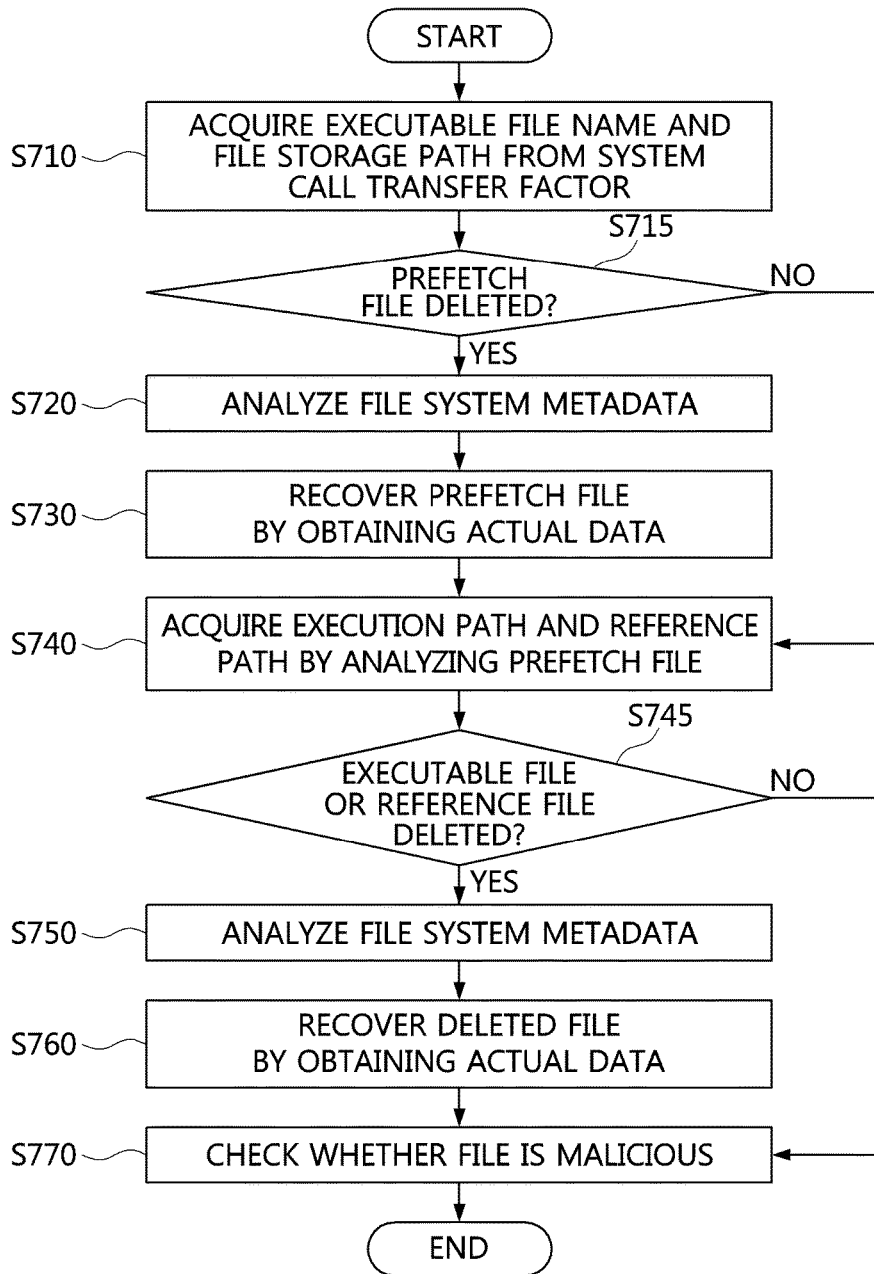 START
S710
ACQUIRE EXECUTABLE FILE NAME AND
FILE STORAGE PATH FROM SYSTEM
CALL TRANSFER FACTOR
S715
PREFETCH
FILE DELETED?
NO
YES
S720
ANALYZE FILE SYSTEM METADATA
S730
RECOVER PREFETCH FILE
BY OBTAINING ACTUAL DATA
S740
ACQUIRE EXECUTION PATH AND REFERENCE
PATH BY ANALYZING PREFETCH FILE
S745
EXECUTABLE FILE
OR REFERENCE FILE
DELETED?
NO
YES
S750
ANALYZE FILE SYSTEM METADATA
S760
RECOVER DELETED FILE
BY OBTAINING ACTUAL DATA
S770
CHECK WHETHER FILE IS MALICIOUS
END